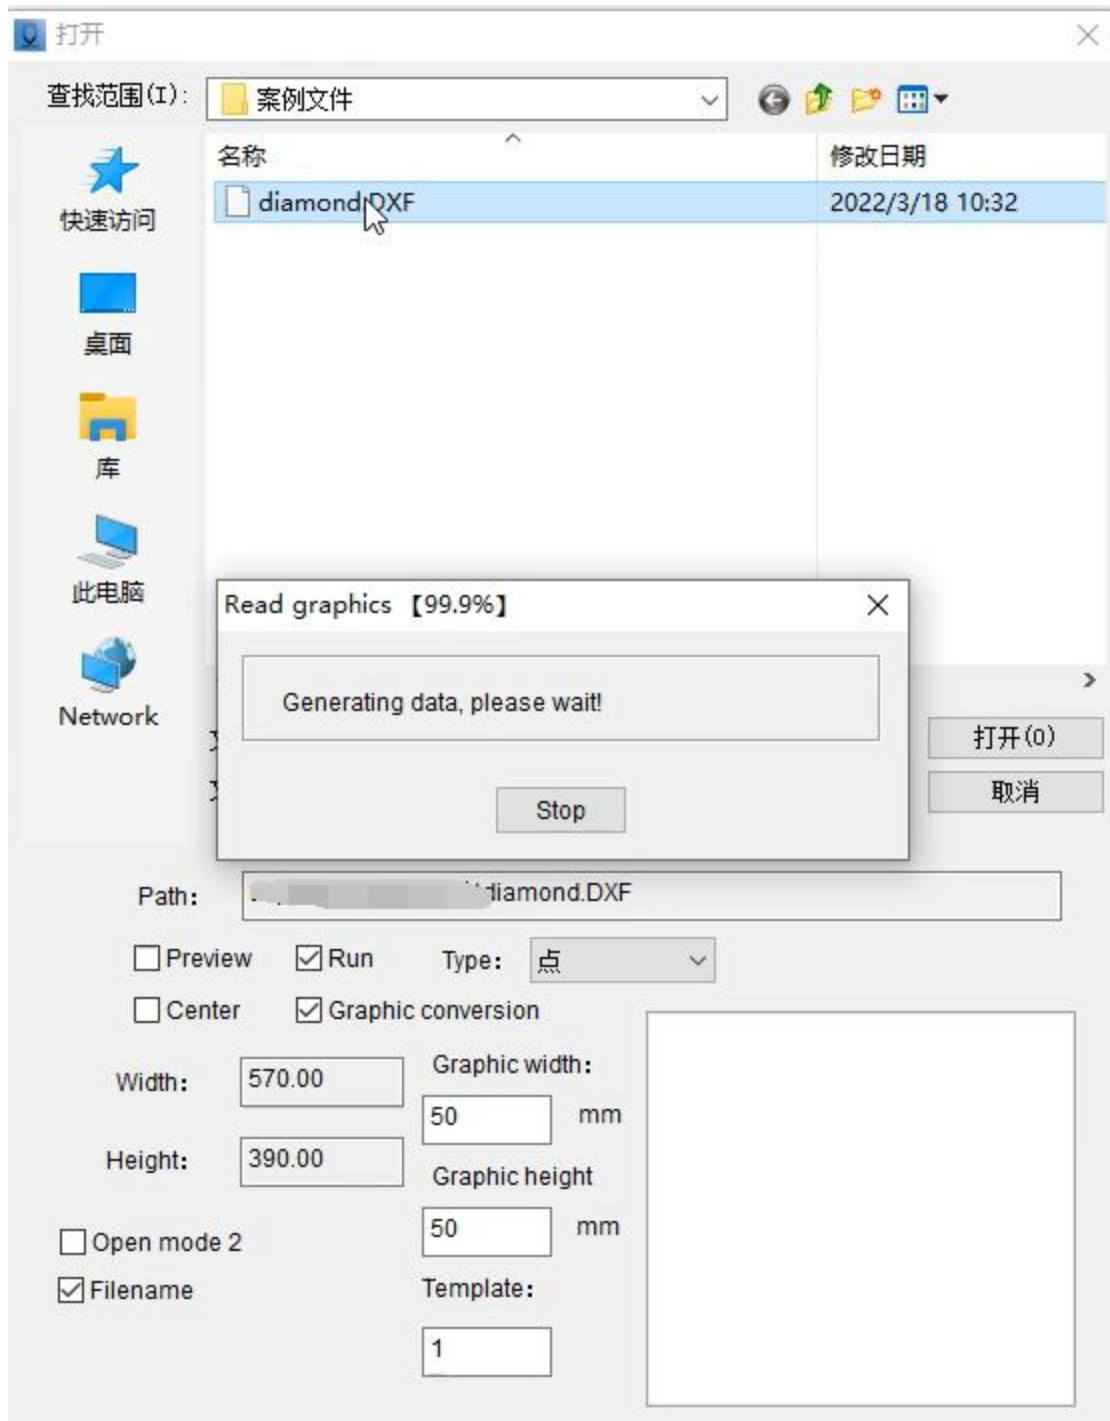 打开
查找范围(I):
案例文件
名称
修改日期
diamond.DXF
2022/3/18 10:32
快速访问
桌面
库
此电脑
Network
Read graphics 【99.9%】
Generating data, please wait!
Stop
打开(O)
取消
Path:
diamond.DXF
Preview
Run
Type:
点
Center
Graphic conversion
Width:
570.00
Graphic width:
50
mm
Height:
390.00
Graphic height
50
mm
Open mode 2
Filename
Template:
1